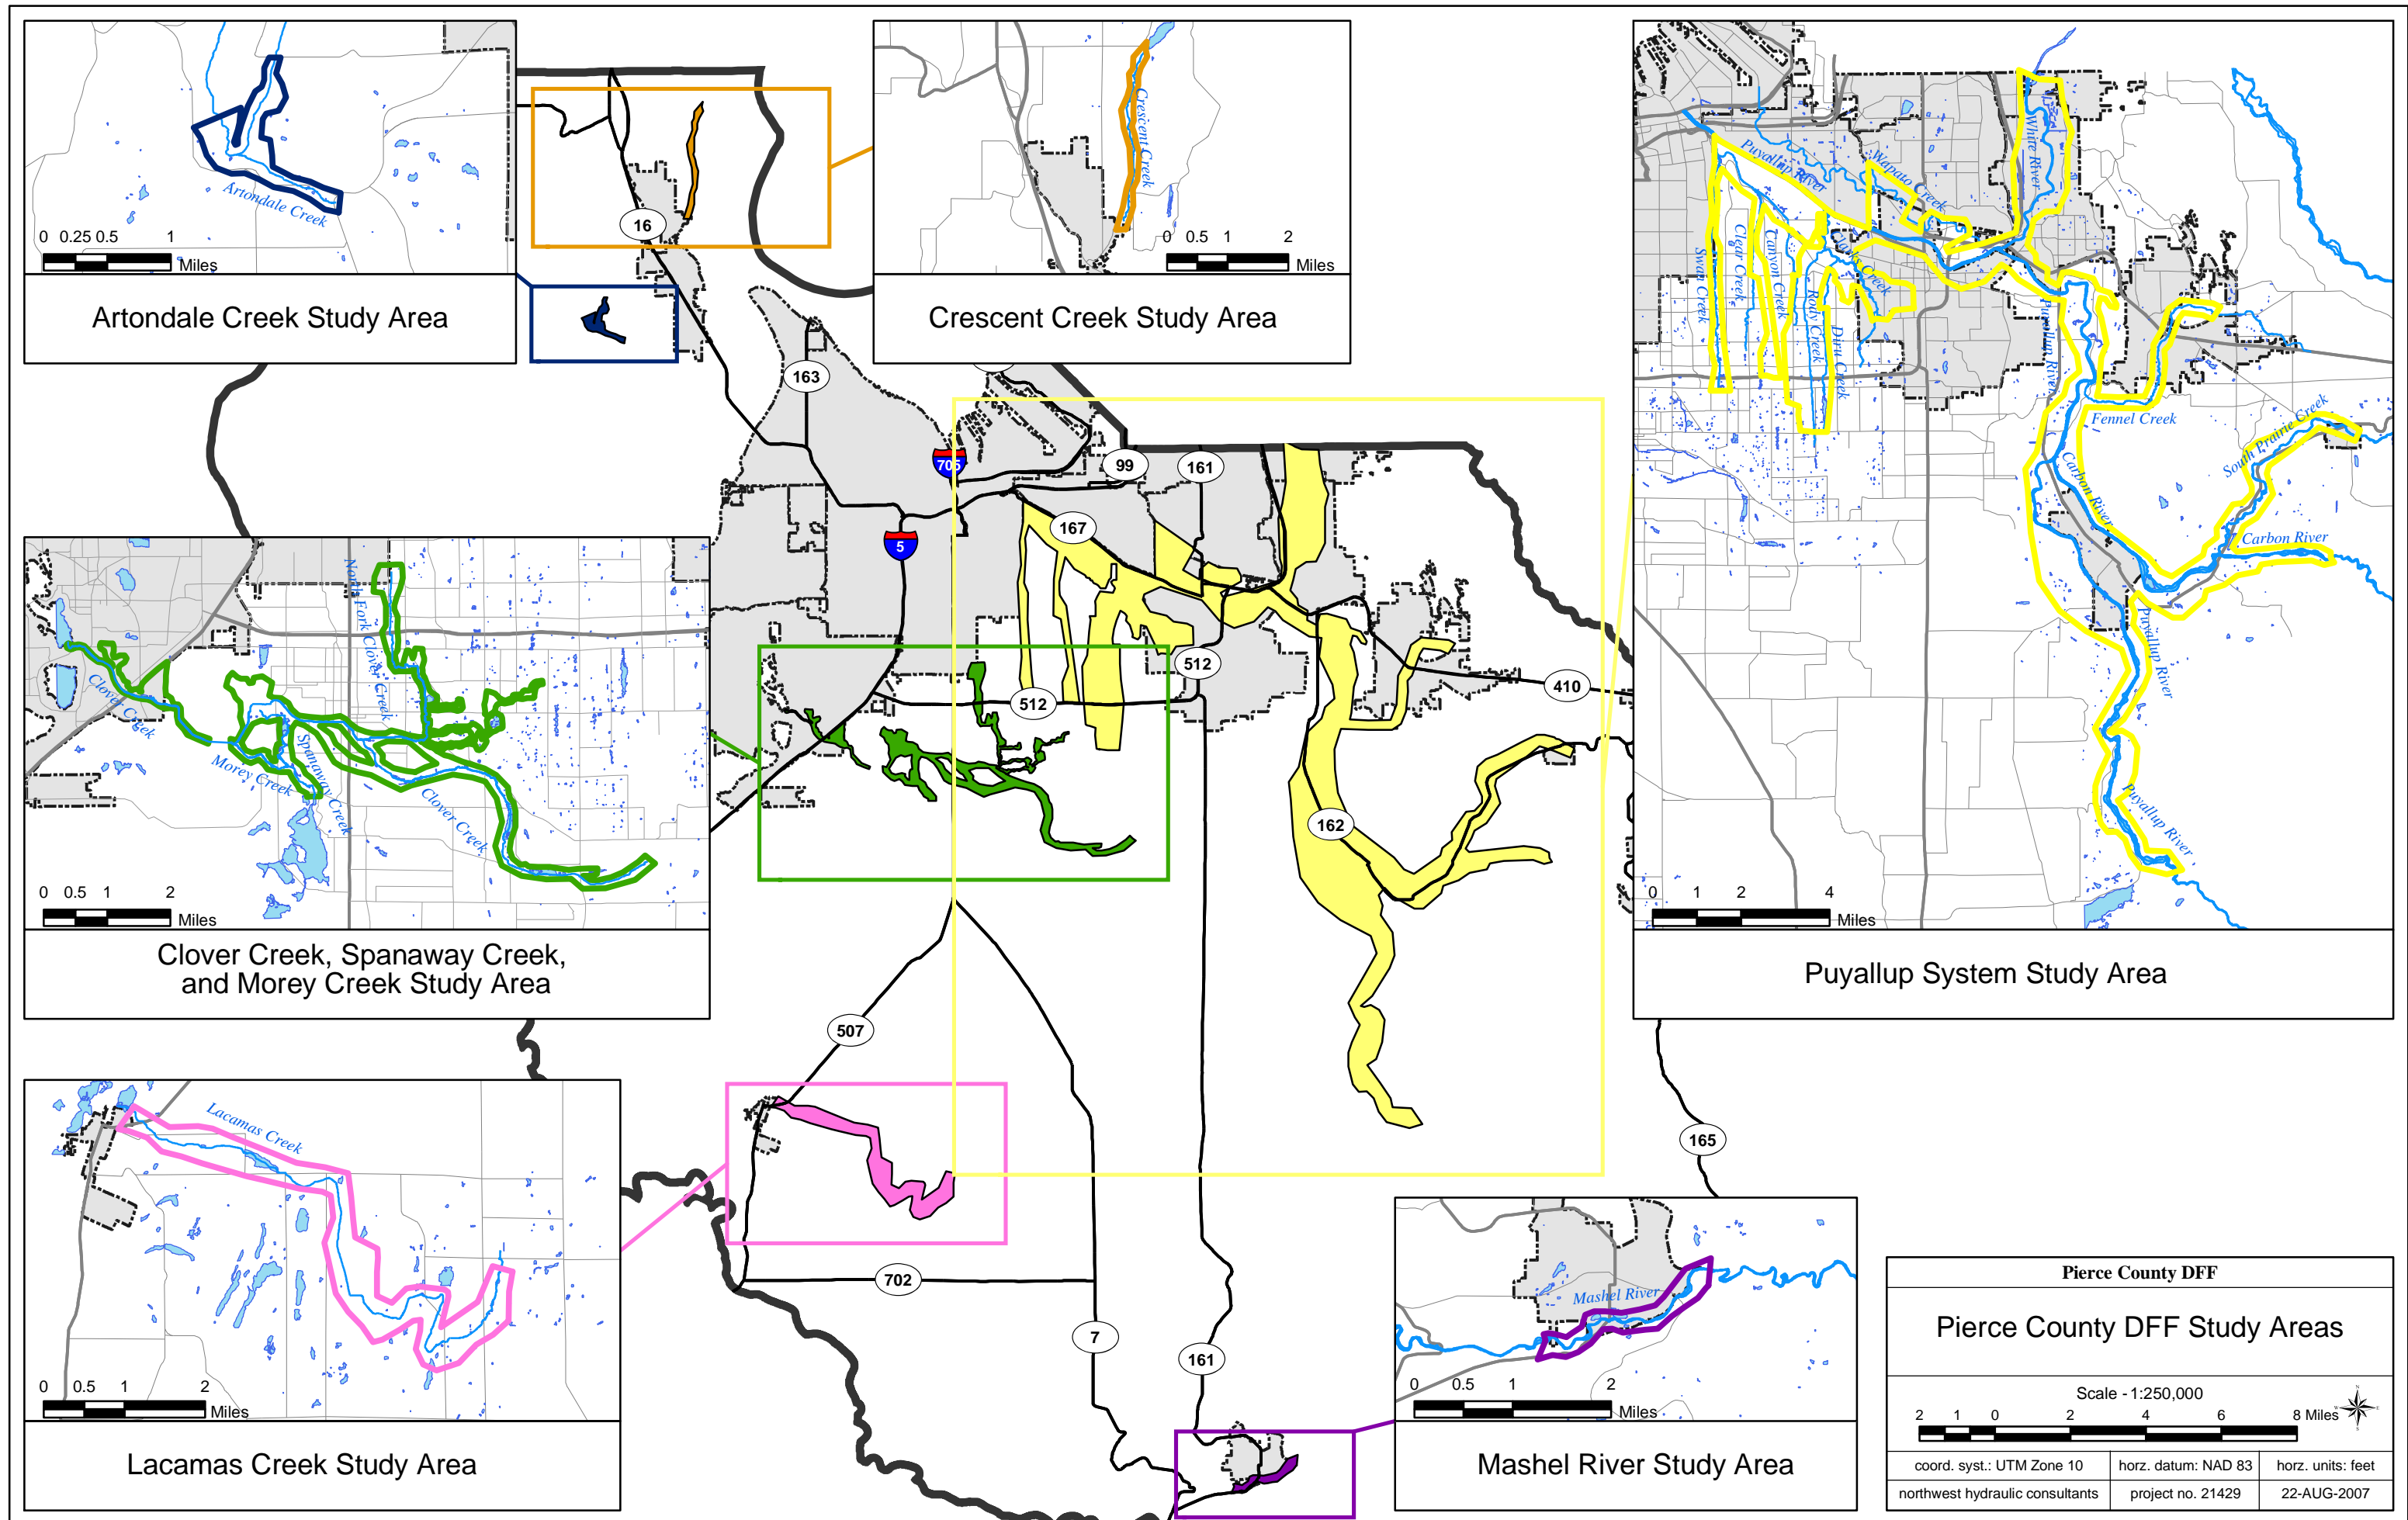 Artondale Creek
0 0.25 0.5 1
Miles
Artondale Creek Study Area
Crescent Creek
0 0.5 1 2
Miles
Crescent Creek Study Area
Puyallup River
Wapato Creek
White River
Swan Creek
Clear Creek
Canyon Creek
Rody Creek
Diru Creek
Creek
Puyallup River
Fennel Creek
South Prairie Creek
Carbon River
Carbon River
Puyallup River
Puyallup River
0 1 2 4
Miles
Puyallup System Study Area
North Fork Clover Creek
Clover Creek
Morey Creek
Spanaway Creek
Clover Creek
0 0.5 1 2
Miles
Clover Creek, Spanaway Creek,
and Morey Creek Study Area
Lacamas Creek
0 0.5 1 2
Miles
Lacamas Creek Study Area
Mashel River
0 0.5 1 2
Miles
Mashel River Study Area
16
163
705
99
161
5
167
512
512
410
162
507
165
702
7
161
Pierce County DFF
Pierce County DFF Study Areas
Scale - 1:250,000
2 1 0 2 4 6 8 Miles
coord. syst.: UTM Zone 10
horz. datum: NAD 83
horz. units: feet
northwest hydraulic consultants
project no. 21429
22-AUG-2007